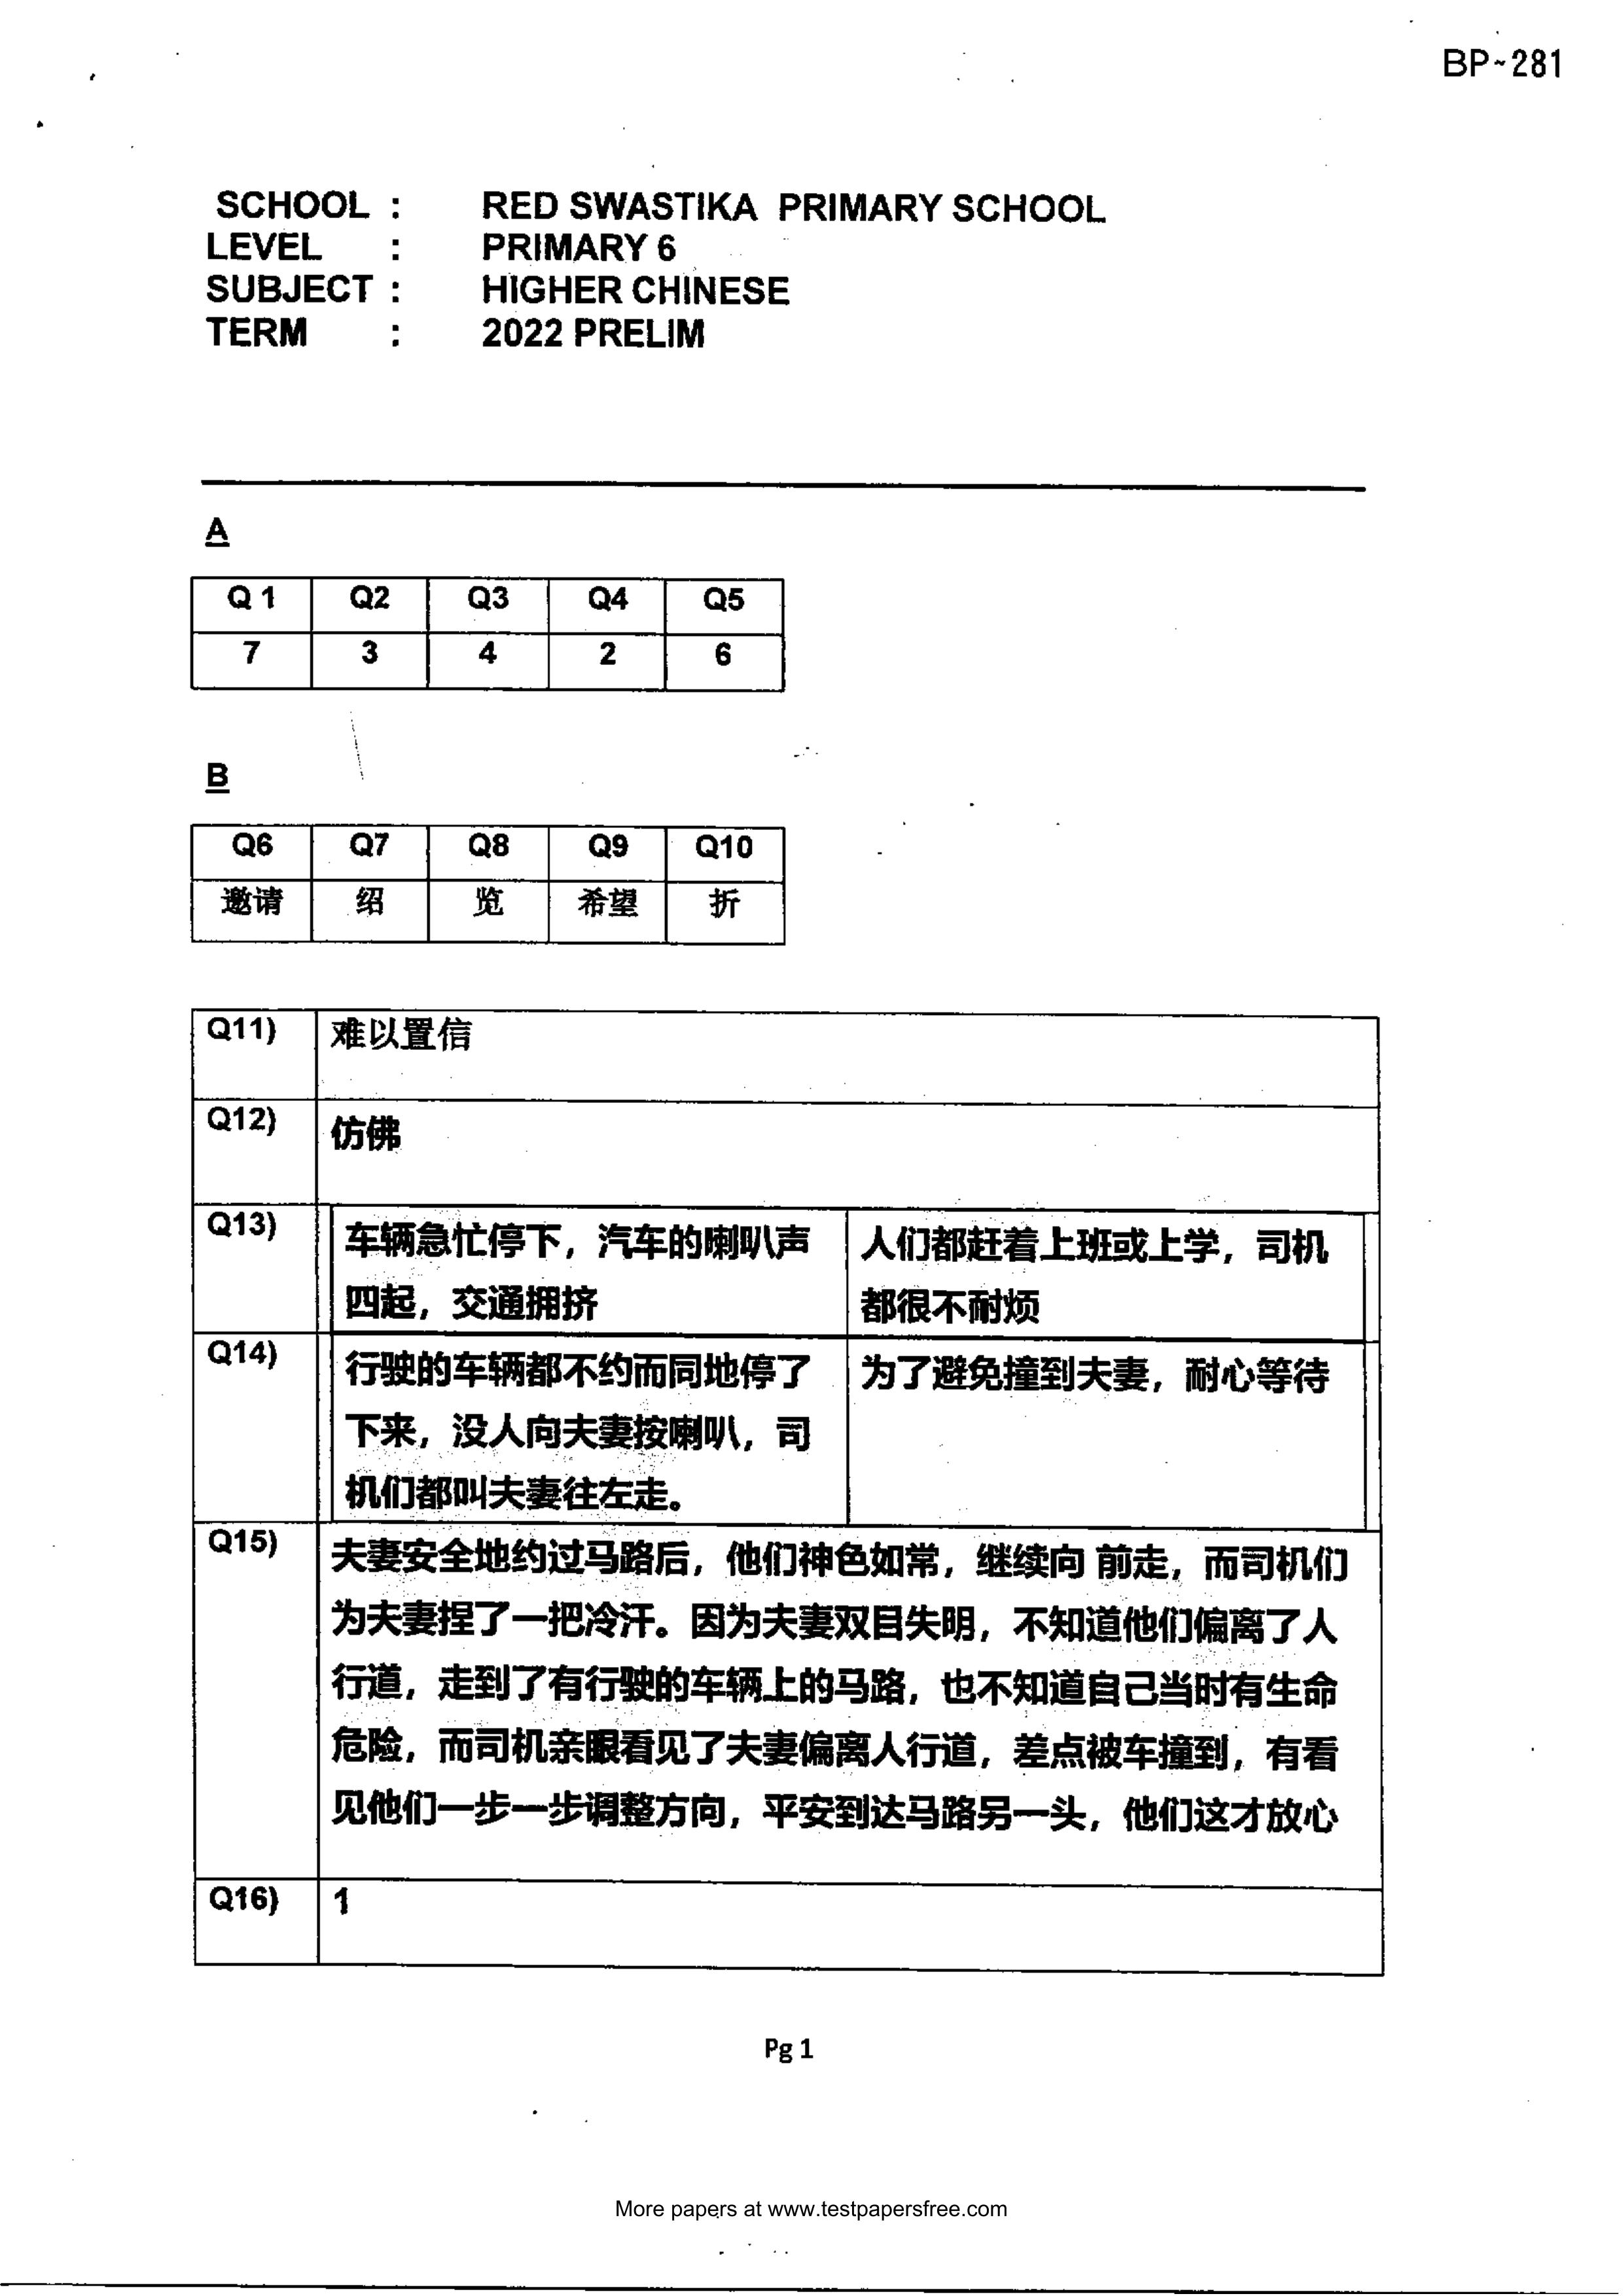 BP~281
SCHOOL : RED SWASTIKA PRIMARY SCHOOL
LEVEL : PRIMARY 6
SUBJECT : HIGHER CHINESE
TERM : 2022 PRELIM
A
Q 1 Q2 Q3 Q4 Q5
7 3 4 2 6
B
Q6 Q7 Q8 Q9 Q10
邀请 绍 览 希望 折
Q11) 难以置信
Q12) 仿佛
Q13) 车辆急忙停下，汽车的喇叭声 人们都赶着上班或上学，司机
四起，交通拥挤 都很不耐烦
Q14) 行驶的车辆都不约而同地停了 为了避免撞到夫妻，耐心等待
下来，没人向夫妻按喇叭，司
机们都叫夫妻往左走。
Q15) 夫妻安全地约过马路后，他们神色如常，继续向 前走，而司机们
为夫妻捏了一把冷汗。因为夫妻双目失明，不知道他们偏离了人
行道，走到了有行驶的车辆上的马路，也不知道自己当时有生命
危险，而司机亲眼看见了夫妻偏离人行道，差点被车撞到，有看
见他们一步一步调整方向，平安到达马路另一头，他们这才放心
Q16) 1
Pg 1
More papers at www.testpapersfree.com